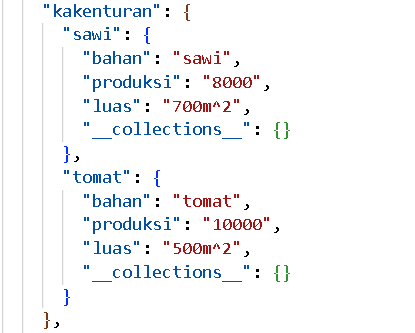 "kakenturan": {
"sawi": {
"bahan": "sawi",
"produksi": "8000",
"luas": "700m^2",
"__collections__": {}
},
"tomat": {
"bahan": "tomat",
"produksi": "10000",
"luas": "500m^2",
"__collections__": {}
}
},